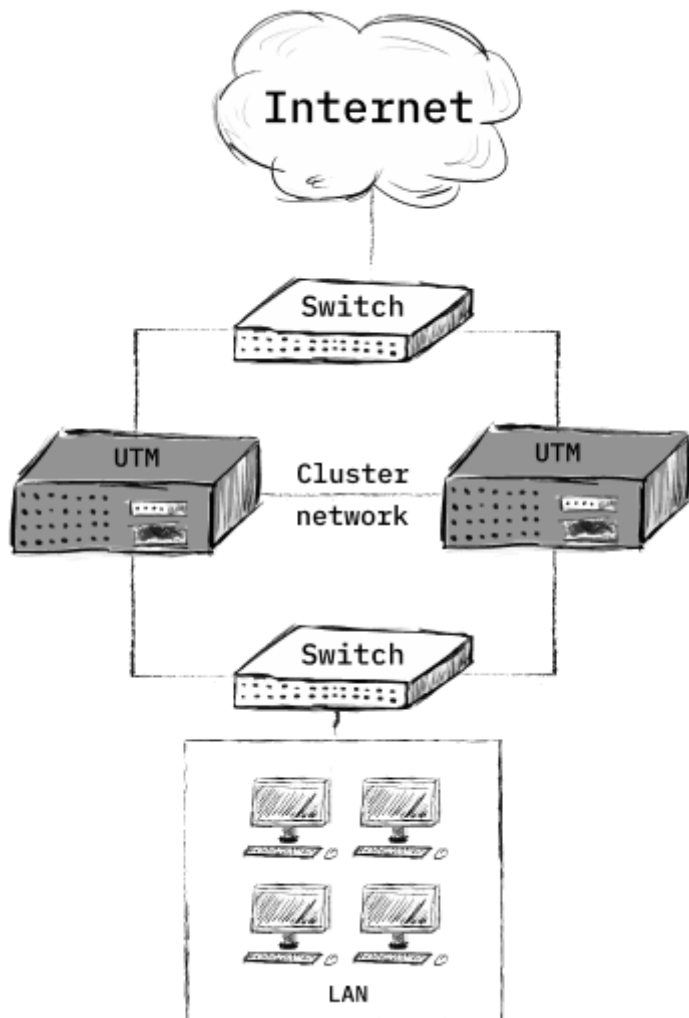 Internet
Switch
UTM
UTM
Cluster
network
Switch
LAN